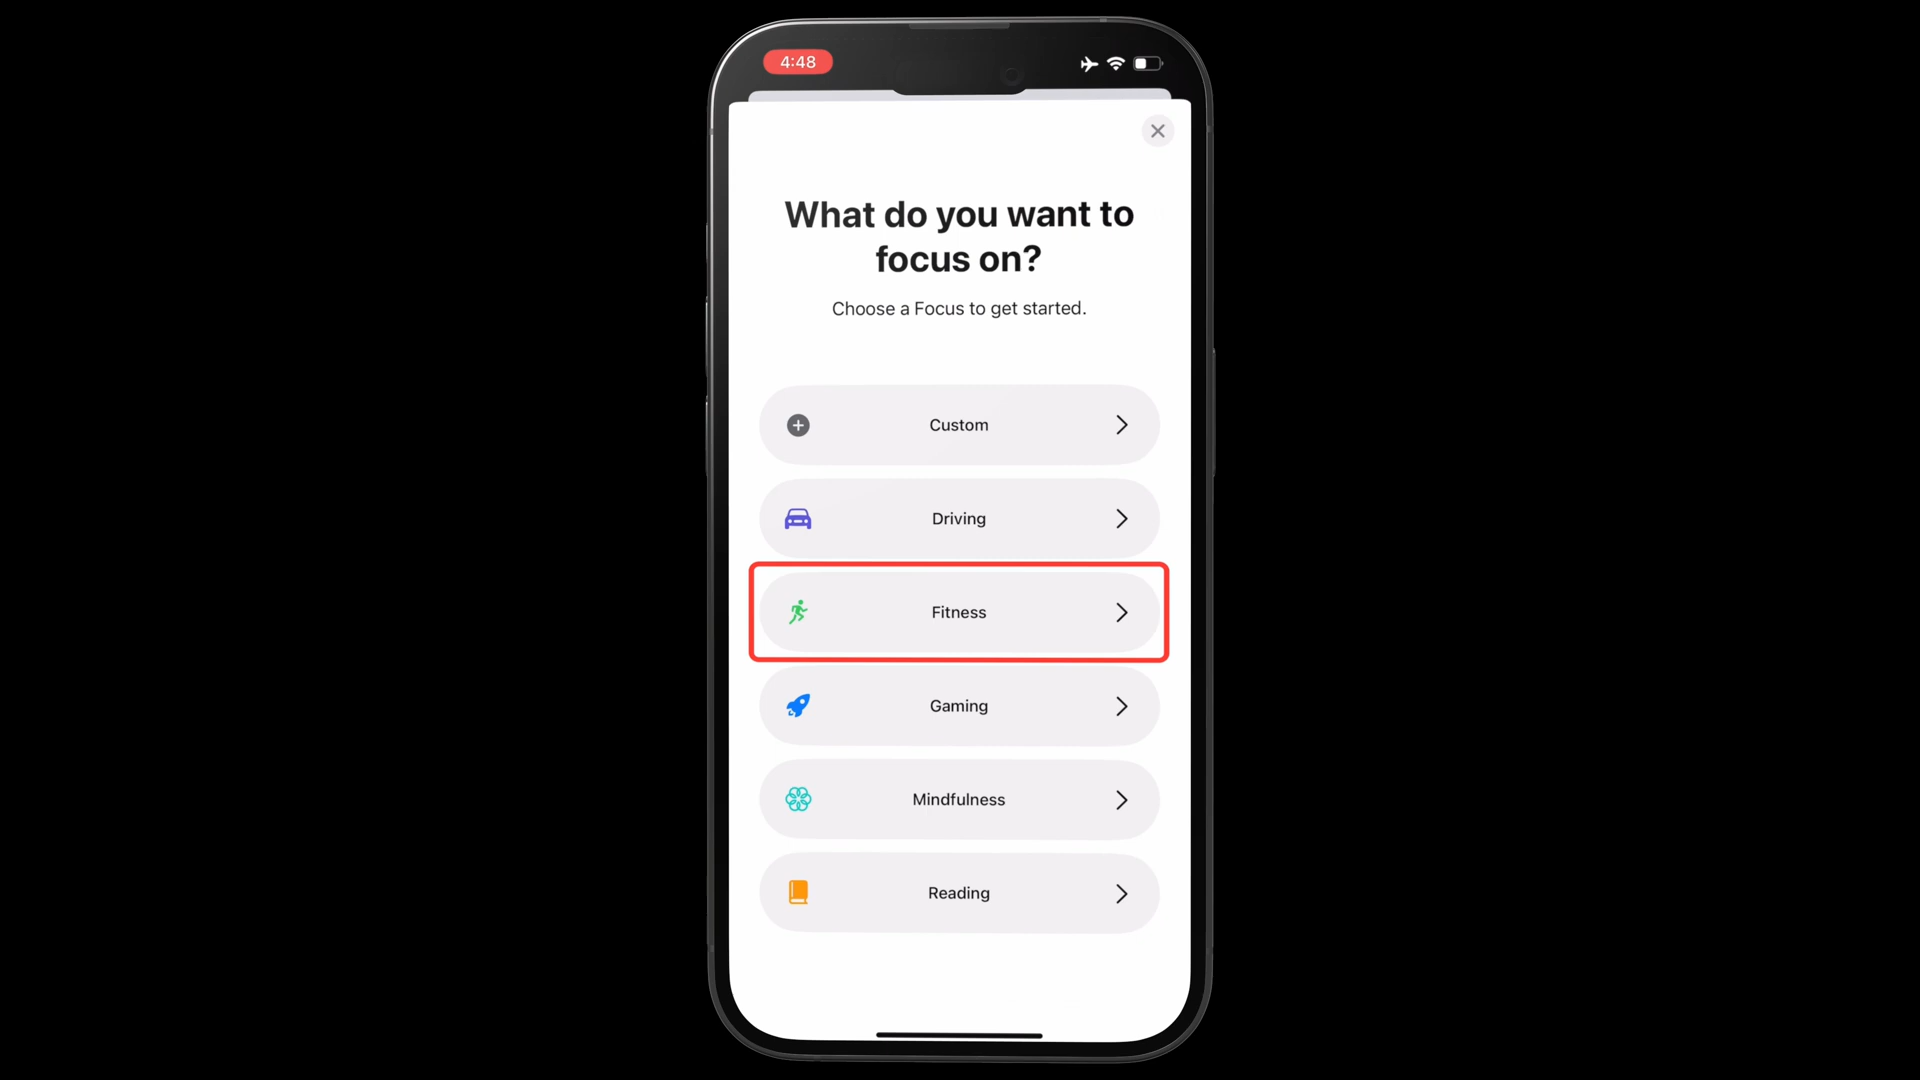 4:48
What do you want to
focus on?
Choose a Focus to get started.
Custom
Driving
Fitness
Gaming
Mindfulness
Reading